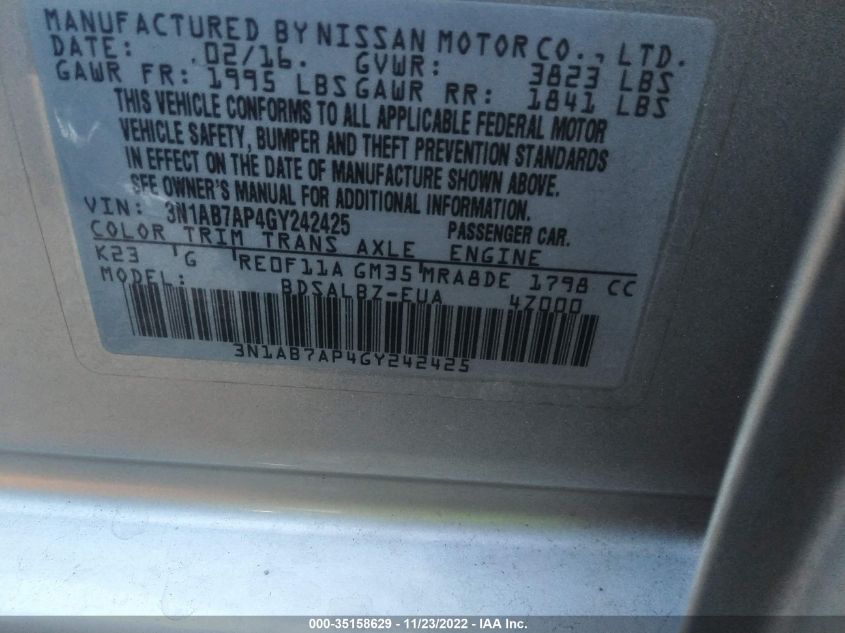 MANUFACTURED BY NISSAN MOTOR CO., LTD.
DATE: 02/16. GVWR: 3823 LBS
GAWR FR: 1995 LBS GAWR RR: 1841 LBS
THIS VEHICLE CONFORMS TO ALL APPLICABLE FEDERAL MOTOR
VEHICLE SAFETY, BUMPER AND THEFT PREVENTION STANDARDS
IN EFFECT ON THE DATE OF MANUFACTURE SHOWN ABOVE.
SEE OWNER'S MANUAL FOR ADDITIONAL INFORMATION.
VIN: 3N1AB7AP4GY242425 PASSENGER CAR.
COLOR TRIM TRANS AXLE ENGINE
K23 G RE0F11A GM35 MRA8DE 1798 CC
MODEL: BDSALBZ-EUA 4Z000
3N1AB7AP4GY242425
000-35158629 - 11/23/2022 - IAA Inc.